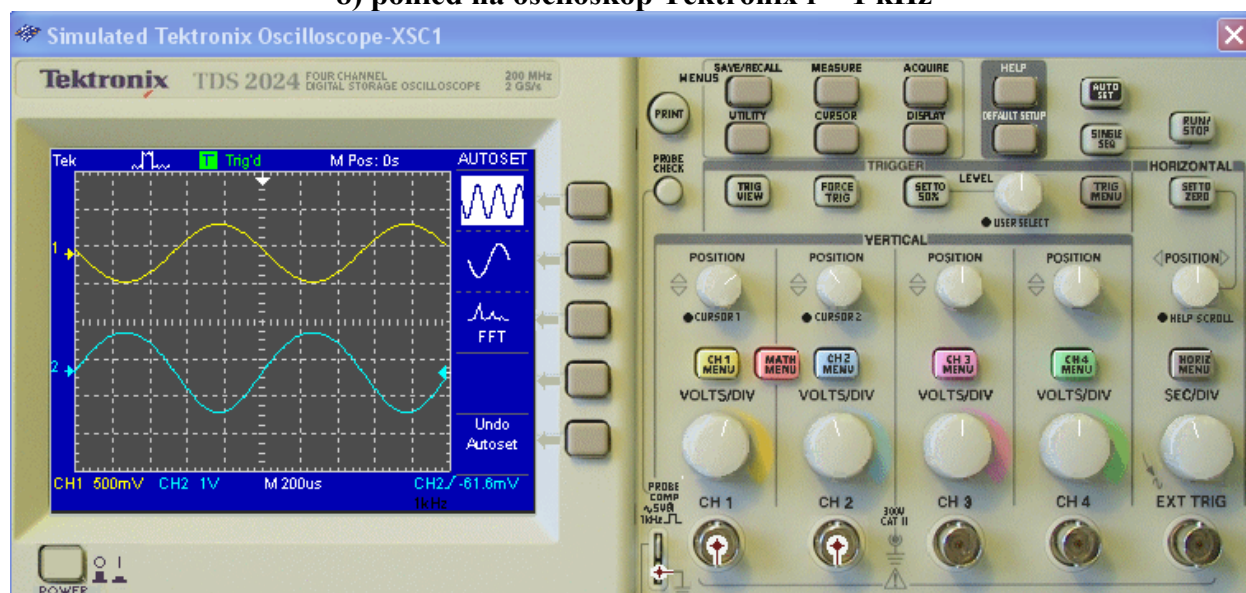 Simulated Tektronix Oscilloscope-XSC1
Tektronix TDS 2024 FOUR CHANNEL DIGITAL STORAGE OSCILLOSCOPE 200 MHz 2 GS/s
Tek T Trig'd M Pos: 0s AUTOSET
1
2
FFT
Undo
Autoset
CH1 500mV CH2 1V M 200us CH2 -61.6mV
1kHz
POWER
MENUS SAVE/RECALL MEASURE ACQUIRE HELP
AUTO SET
PRINT UTILITY CURSOR DISPLAY DEFAULT SETUP
SINGLE SEQ
RUN/ STOP
PROBE CHECK
TRIGGER
HORIZONTAL
TRIG VIEW FORCE TRIG SET TO 50% LEVEL TRIG MENU SET TO ZERO
USER SELECT
VERTICAL
POSITION POSITION POSITION POSITION POSITION
CURSOR 1 CURSOR 2 HELP SCROLL
CH 1 MENU MATH MENU CH 2 MENU CH 3 MENU CH 4 MENU HORIZ MENU
VOLTS/DIV VOLTS/DIV VOLTS/DIV VOLTS/DIV SEC/DIV
PROBE COMP
~5V@
1kHz
CH 1 CH 2 300V CAT II CH 3 CH 4 EXT TRIG